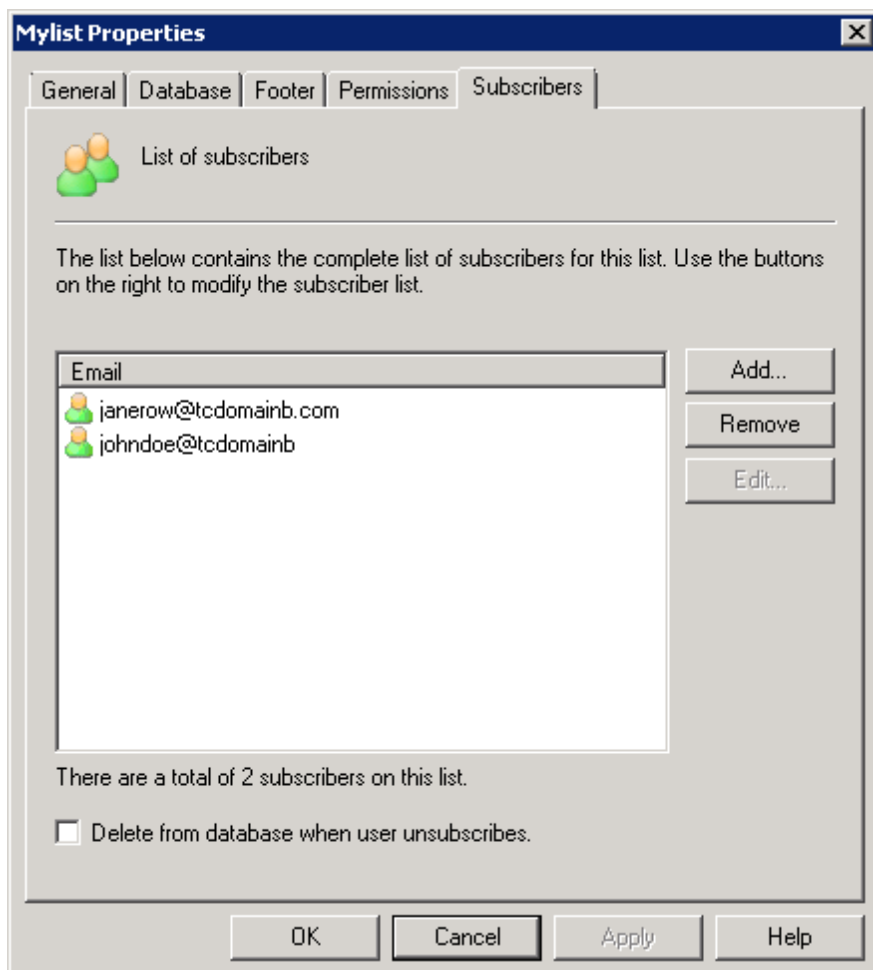 Mylist Properties
General Database Footer Permissions Subscribers
List of subscribers
The list below contains the complete list of subscribers for this list. Use the buttons
on the right to modify the subscriber list.
Email
janerow@tcdomainb.com
johndoe@tcdomainb
Add...
Remove
Edit...
There are a total of 2 subscribers on this list.
Delete from database when user unsubscribes.
OK Cancel Apply Help